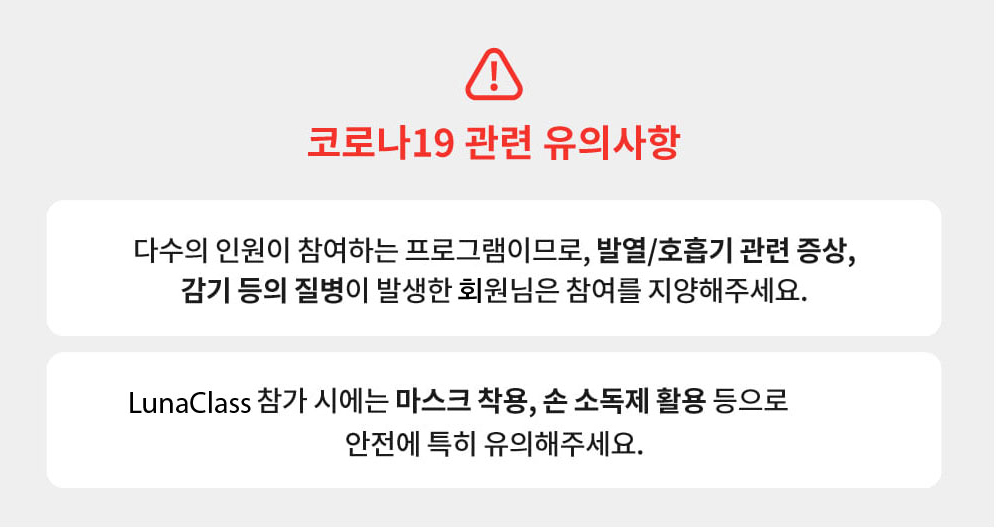 코로나19 관련 유의사항
다수의 인원이 참여하는 프로그램이므로, 발열/호흡기 관련 증상,
감기 등의 질병이 발생한 회원님은 참여를 지양해주세요.
LunaClass 참가 시에는 마스크 착용, 손 소독제 활용 등으로
안전에 특히 유의해주세요.